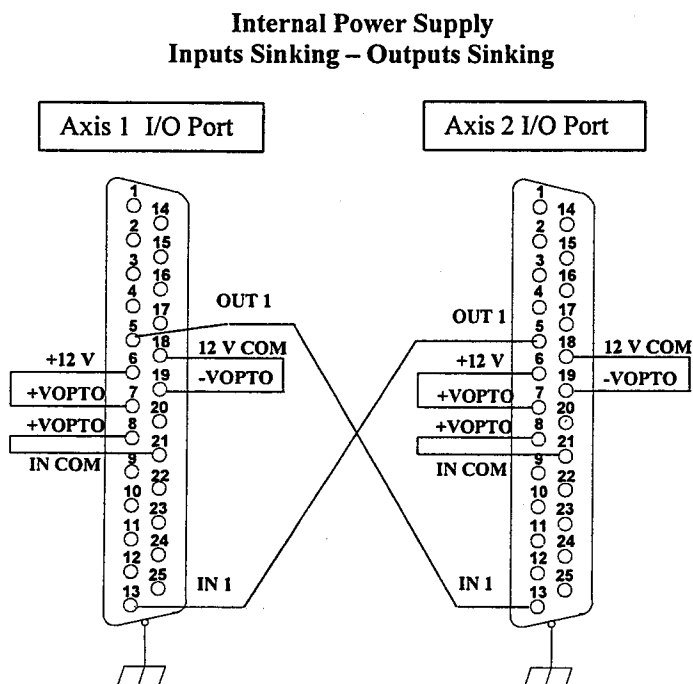 Internal Power Supply
Inputs Sinking – Outputs Sinking
Axis 1 I/O Port
1
14
2
15
3
16
4
17
5
18
6
19
7
20
8
21
9
22
10
23
11
24
12
25
13
OUT 1
12 V COM
-VOPTO
+12 V
+VOPTO
+VOPTO
IN COM
IN 1
Axis 2 I/O Port
1
14
2
15
3
16
4
17
5
18
6
19
7
20
8
21
9
22
10
23
11
24
12
25
13
OUT 1
12 V COM
-VOPTO
+12 V
+VOPTO
+VOPTO
IN COM
IN 1